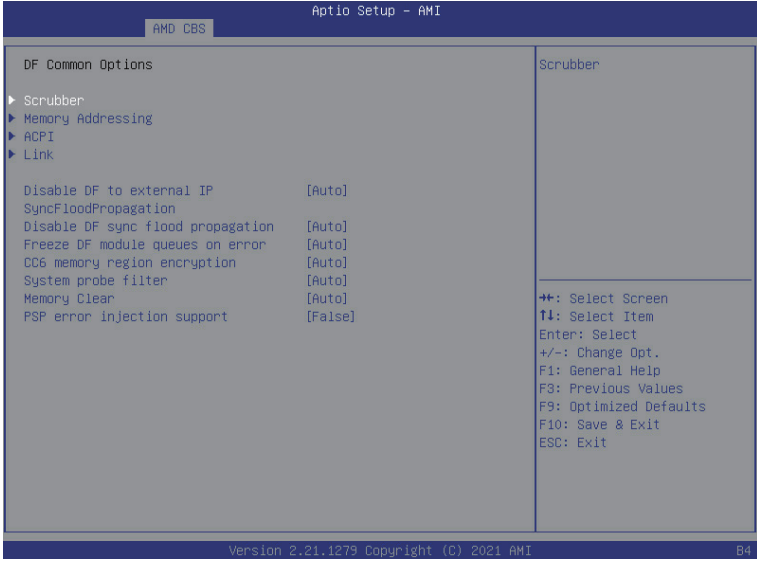 Aptio Setup - AMI
AMD CBS
DF Common Options
Scrubber
Memory Addressing
ACPI
Link
Disable DF to external IP [Auto]
SyncFloodPropagation
Disable DF sync flood propagation [Auto]
Freeze DF module queues on error [Auto]
CC6 memory region encryption [Auto]
System probe filter [Auto]
Memory Clear [Auto]
PSP error injection support [False]
Scrubber
→←: Select Screen
↑↓: Select Item
Enter: Select
+/-: Change Opt.
F1: General Help
F3: Previous Values
F9: Optimized Defaults
F10: Save & Exit
ESC: Exit
Version 2.21.1279 Copyright (C) 2021 AMI
B4